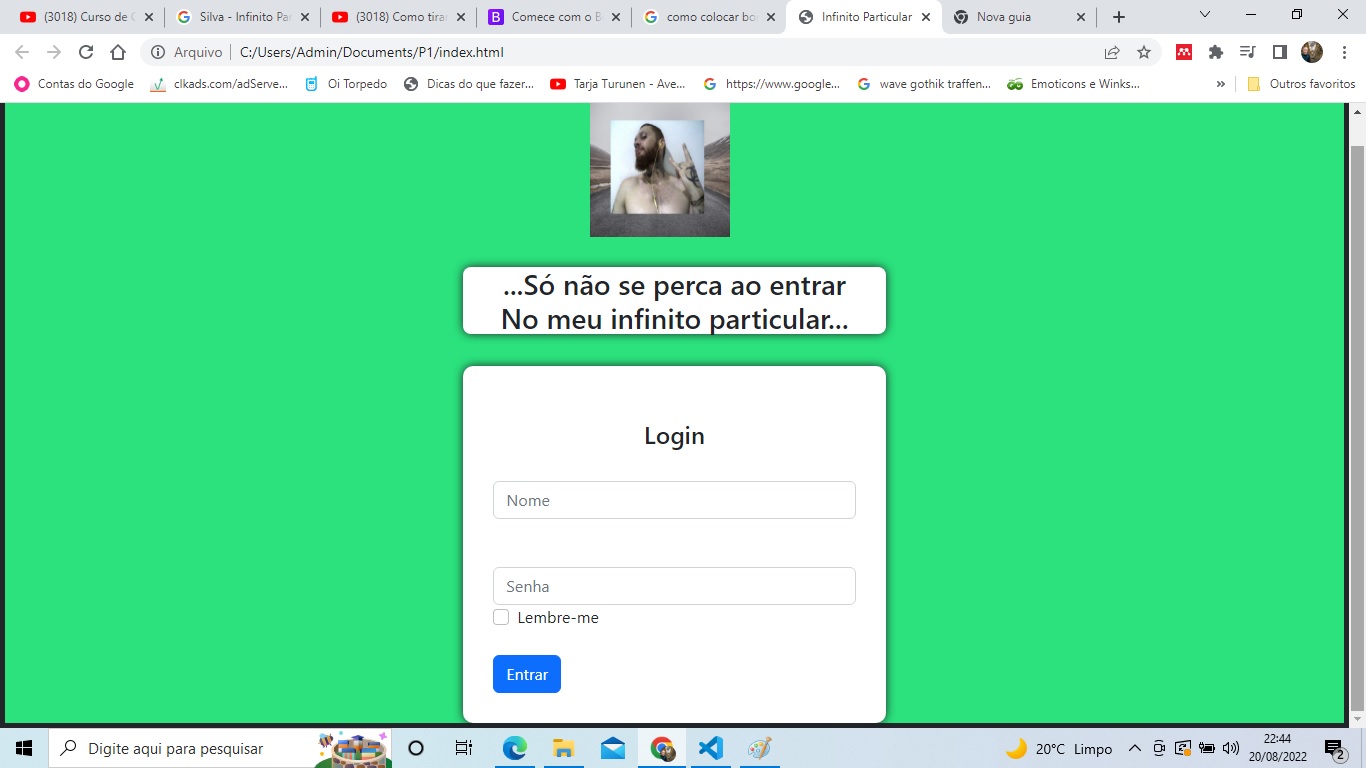 (3018) Curso de C
Silva - Infinito Par
(3018) Como tirar
Comece com o B
como colocar bor
Infinito Particular
Nova guia
Arquivo
C:/Users/Admin/Documents/P1/index.html
Contas do Google
clkads.com/adServe...
Oi Torpedo
Dicas do que fazer...
Tarja Turunen - Ave...
https://www.google...
wave gothik traffen...
Emoticons e Winks...
»
Outros favoritos
...Só não se perca ao entrar
No meu infinito particular...
Login
Nome
Senha
Lembre-me
Entrar
Digite aqui para pesquisar
20°C Limpo
22:44
20/08/2022
2